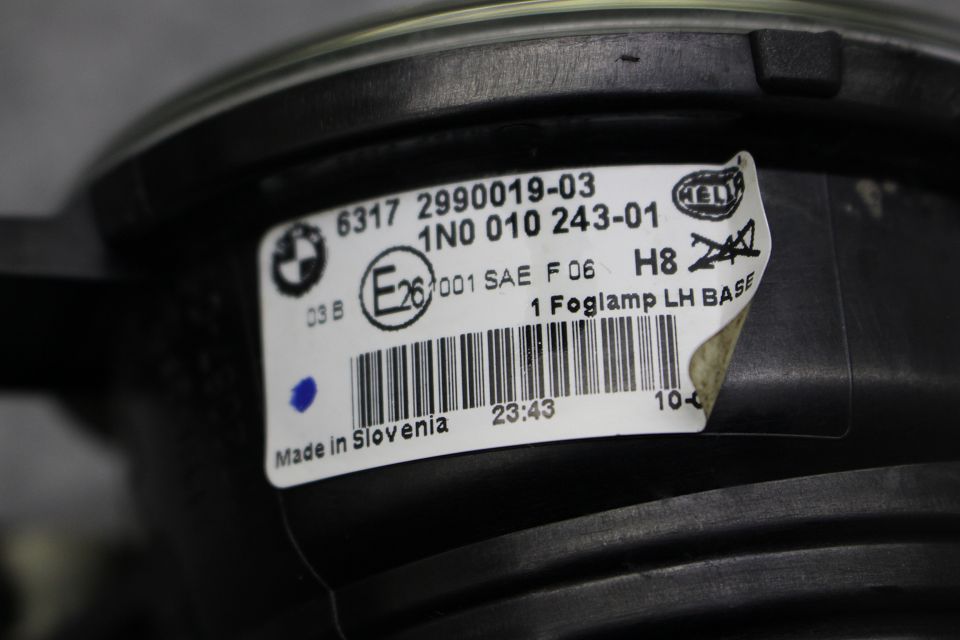 6317 2990019-03
1N0 010 243-01
HELLA
03 B E26 001 SAE F 06 H8
1 Foglamp LH BASE
23:43
Made in Slovenia